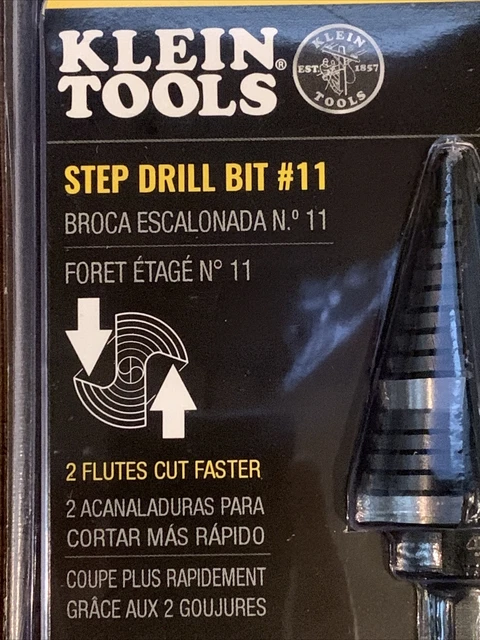 KLEIN
TOOLS®
KLEIN
EST. 1857
TOOLS
STEP DRILL BIT #11
BROCA ESCALONADA N.º 11
FORET ÉTAGÉ N° 11
2 FLUTES CUT FASTER
2 ACANALADURAS PARA
CORTAR MÁS RÁPIDO
COUPE PLUS RAPIDEMENT
GRÂCE AUX 2 GOUJURES